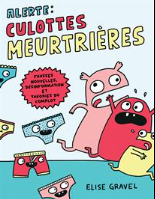 ALERTE:
CULOTTES
MEURTRIÈRES
FAUSSES
NOUVELLES,
DÉSINFORMATION
ET
THÉORIES DU
COMPLOT
ELISE GRAVEL